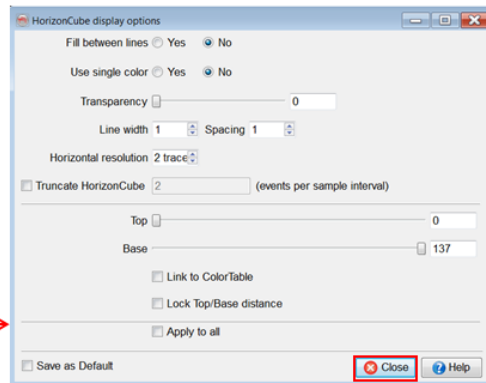 HorizonCube display options
Fill between lines Yes No
Use single color Yes No
Transparency 0
Line width 1 Spacing 1
Horizontal resolution 2 trace
Truncate HorizonCube 2 (events per sample interval)
Top 0
Base 137
Link to ColorTable
Lock Top/Base distance
Apply to all
Save as Default Close Help